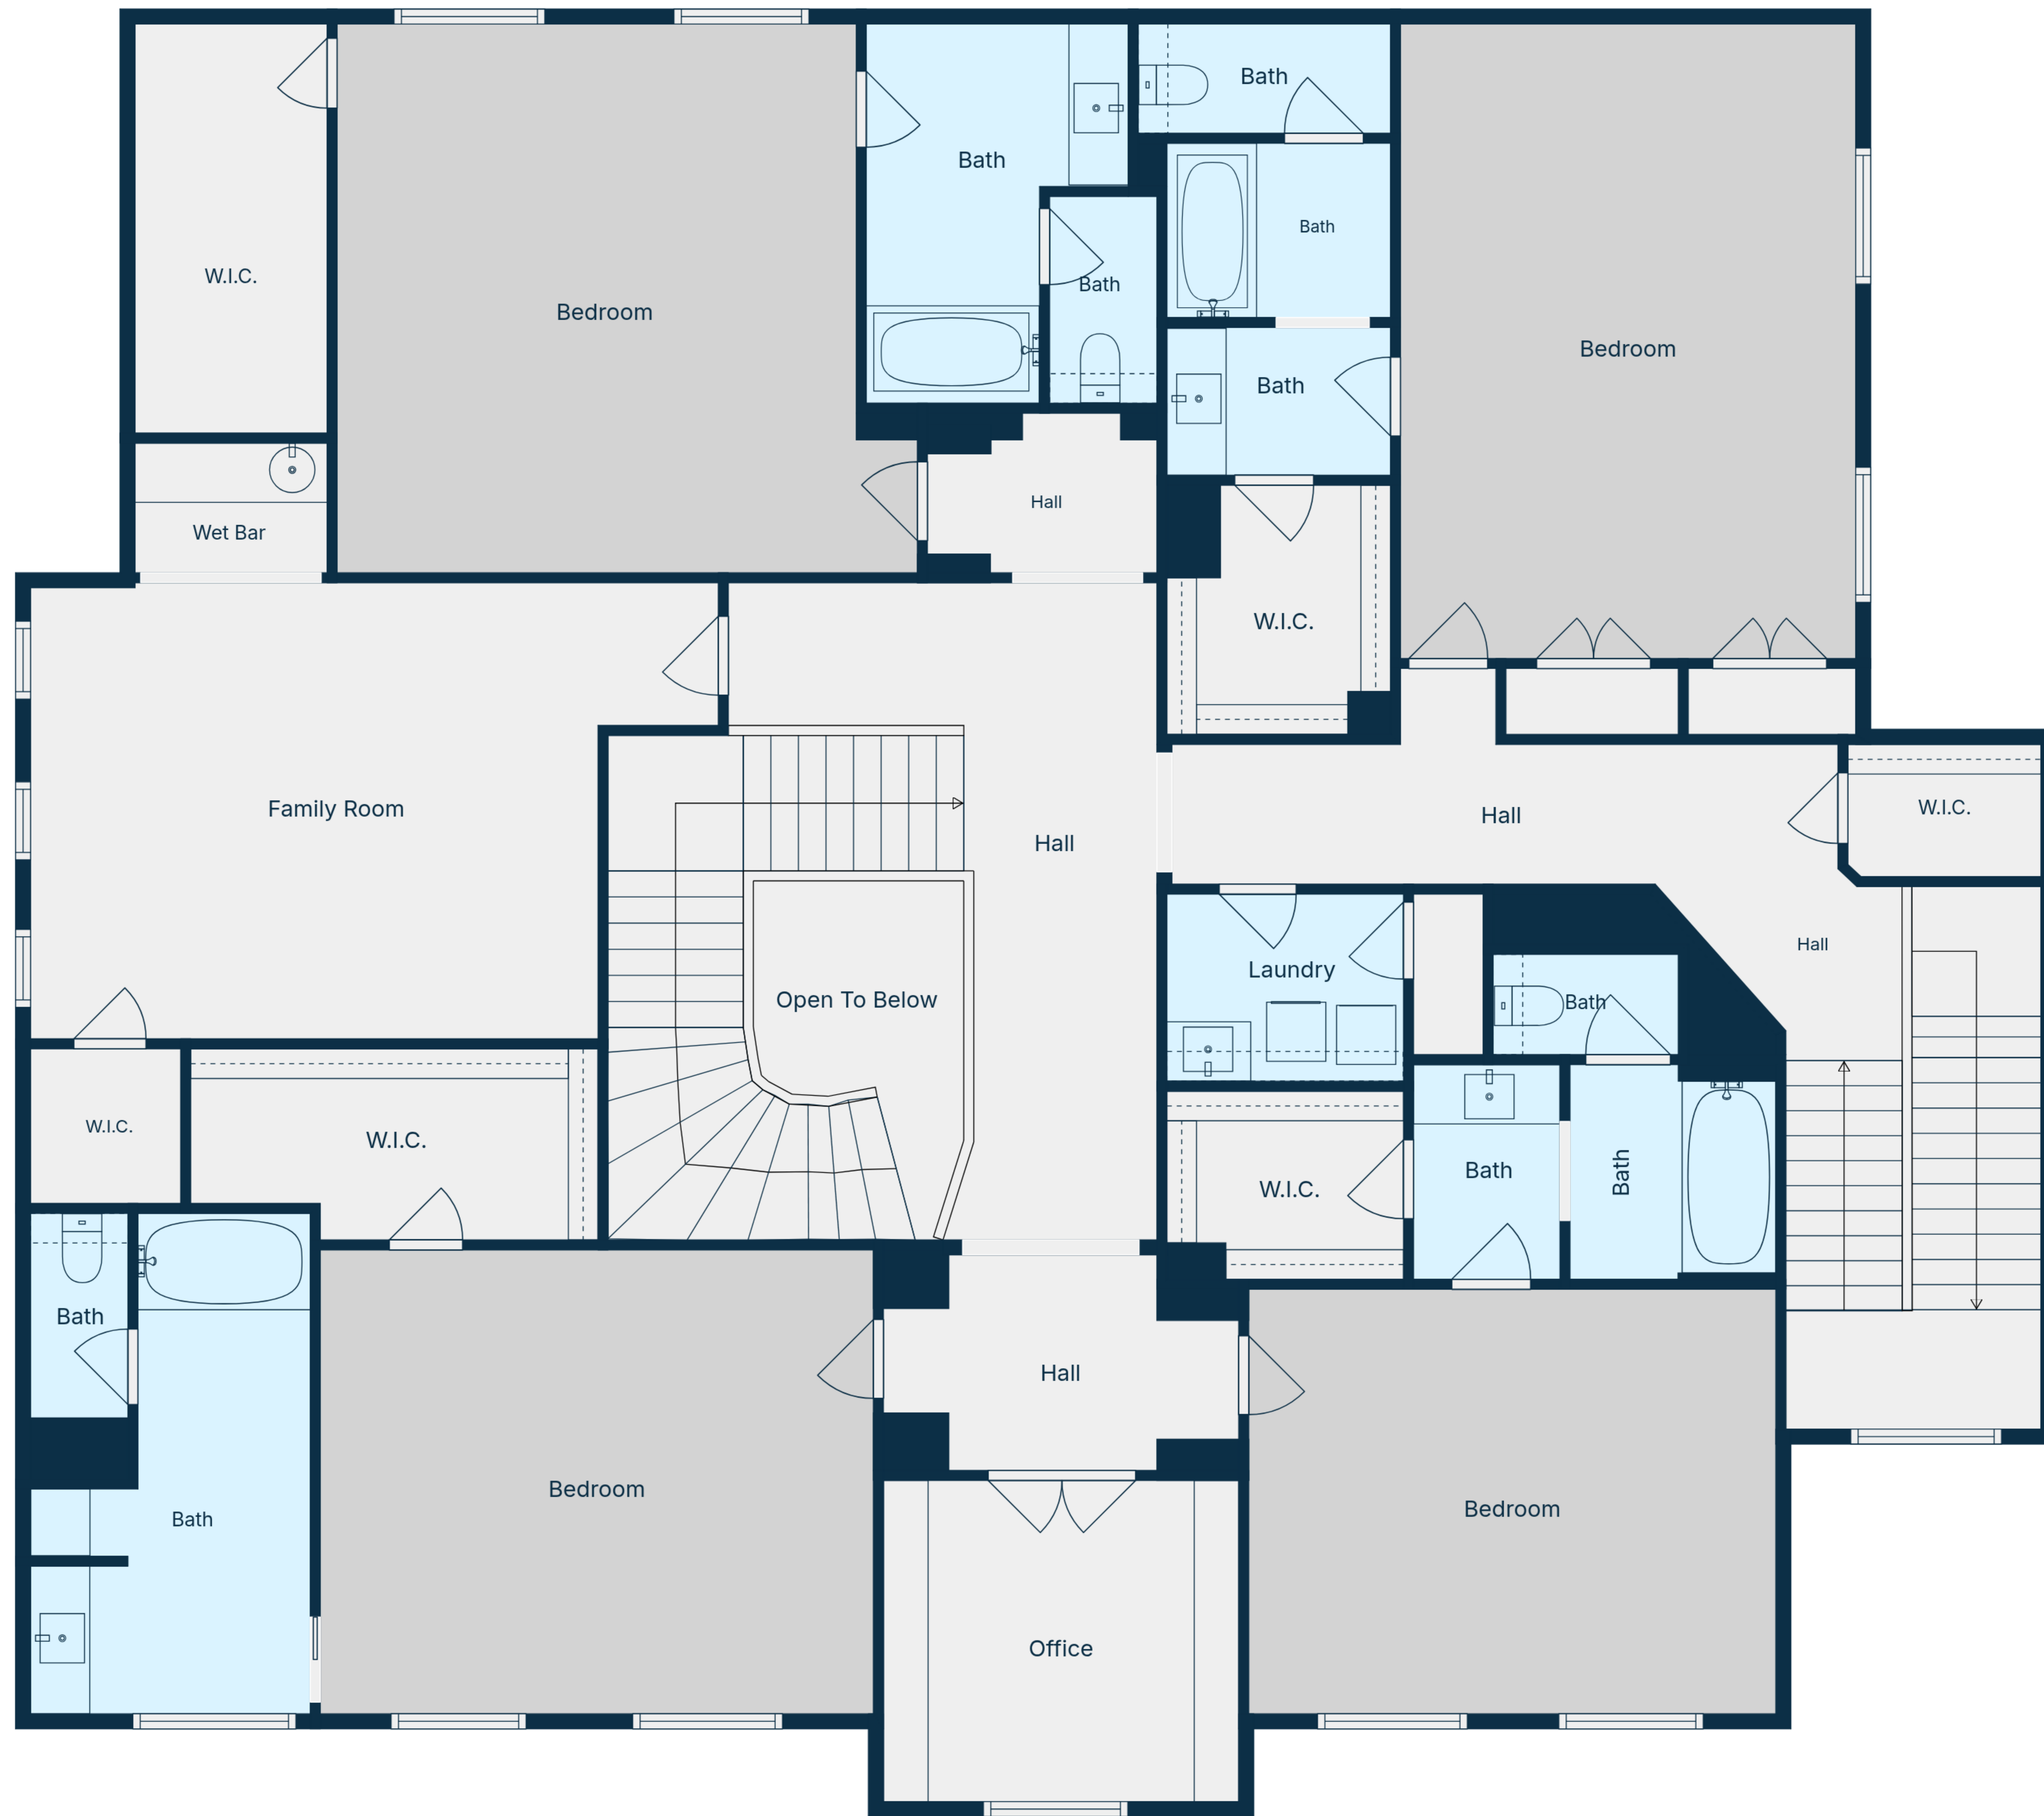 Bath
Bath
Bath
W.I.C.
Bath
Bedroom
Bedroom
Bath
Hall
Wet Bar
W.I.C.
Family Room
Hall
Hall
W.I.C.
Hall
Laundry
Open To Below
Bath
W.I.C.
W.I.C.
Bath
Bath
W.I.C.
Bath
Hall
Bedroom
Bedroom
Bath
Office